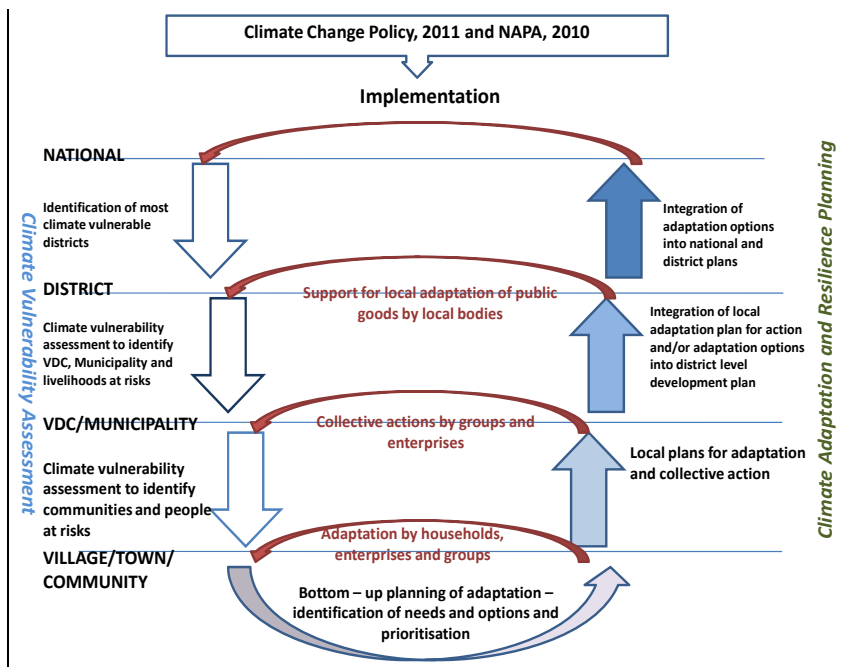 Climate Change Policy, 2011 and NAPA, 2010
Implementation
NATIONAL
Identification of most
climate vulnerable
districts
Integration of
adaptation options
into national and
district plans
DISTRICT
Support for local adaptation of public
goods by local bodies
Climate vulnerability
assessment to identify
VDC, Municipality and
livelihoods at risks
Integration of local
adaptation plan for action
and/or adaptation options
into district level
development plan
VDC/MUNICIPALITY
Collective actions by groups and
enterprises
Climate vulnerability
assessment to identify
communities and people
at risks
Local plans for adaptation
and collective action
VILLAGE/TOWN/
COMMUNITY
Adaptation by households,
enterprises and groups
Bottom – up planning of adaptation –
identification of needs and options and
prioritisation
Climate Vulnerability Assessment
Climate Adaptation and Resilience Planning